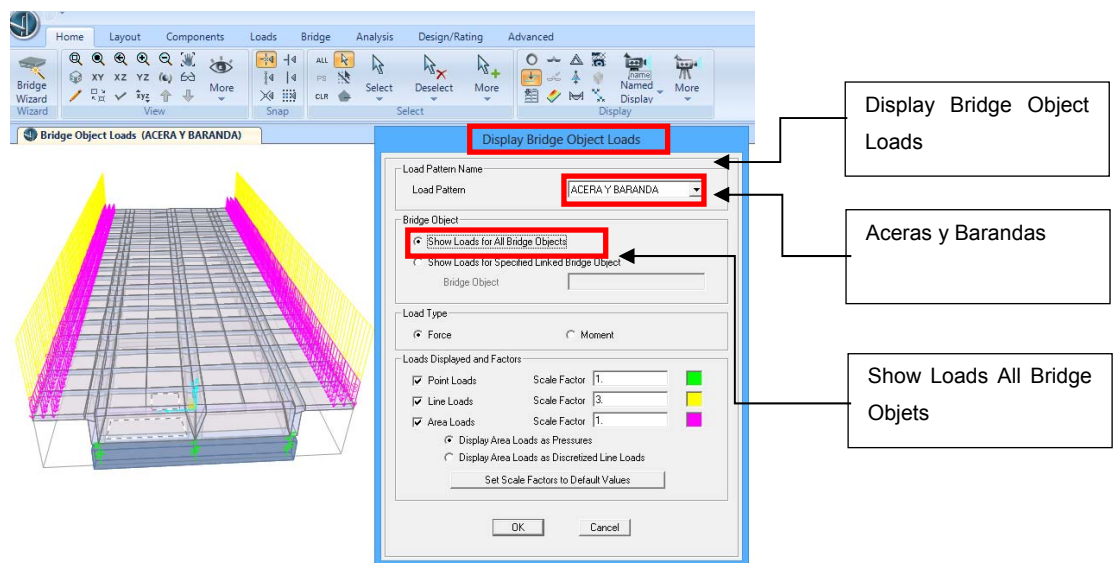 Home Layout Components Loads Bridge Analysis Design/Rating Advanced
XY XZ YZ
More
Bridge
Wizard
ALL
PS
CLR
Select Deselect More
name
Named
Display
More
Wizard View Snap Select Display
Bridge Object Loads (ACERA Y BARANDA)
Display Bridge Object Loads
Load Pattern Name
Load Pattern ACERA Y BARANDA
Bridge Object
Show Loads for All Bridge Objects
Show Loads for Specified Linked Bridge Object
Bridge Object
Load Type
Force Moment
Loads Displayed and Factors
Point Loads Scale Factor 1.
Line Loads Scale Factor 3.
Area Loads Scale Factor 1.
Display Area Loads as Pressures
Display Area Loads as Discretized Line Loads
Set Scale Factors to Default Values
OK Cancel
Display Bridge Object
Loads
Aceras y Barandas
Show Loads All Bridge
Objets